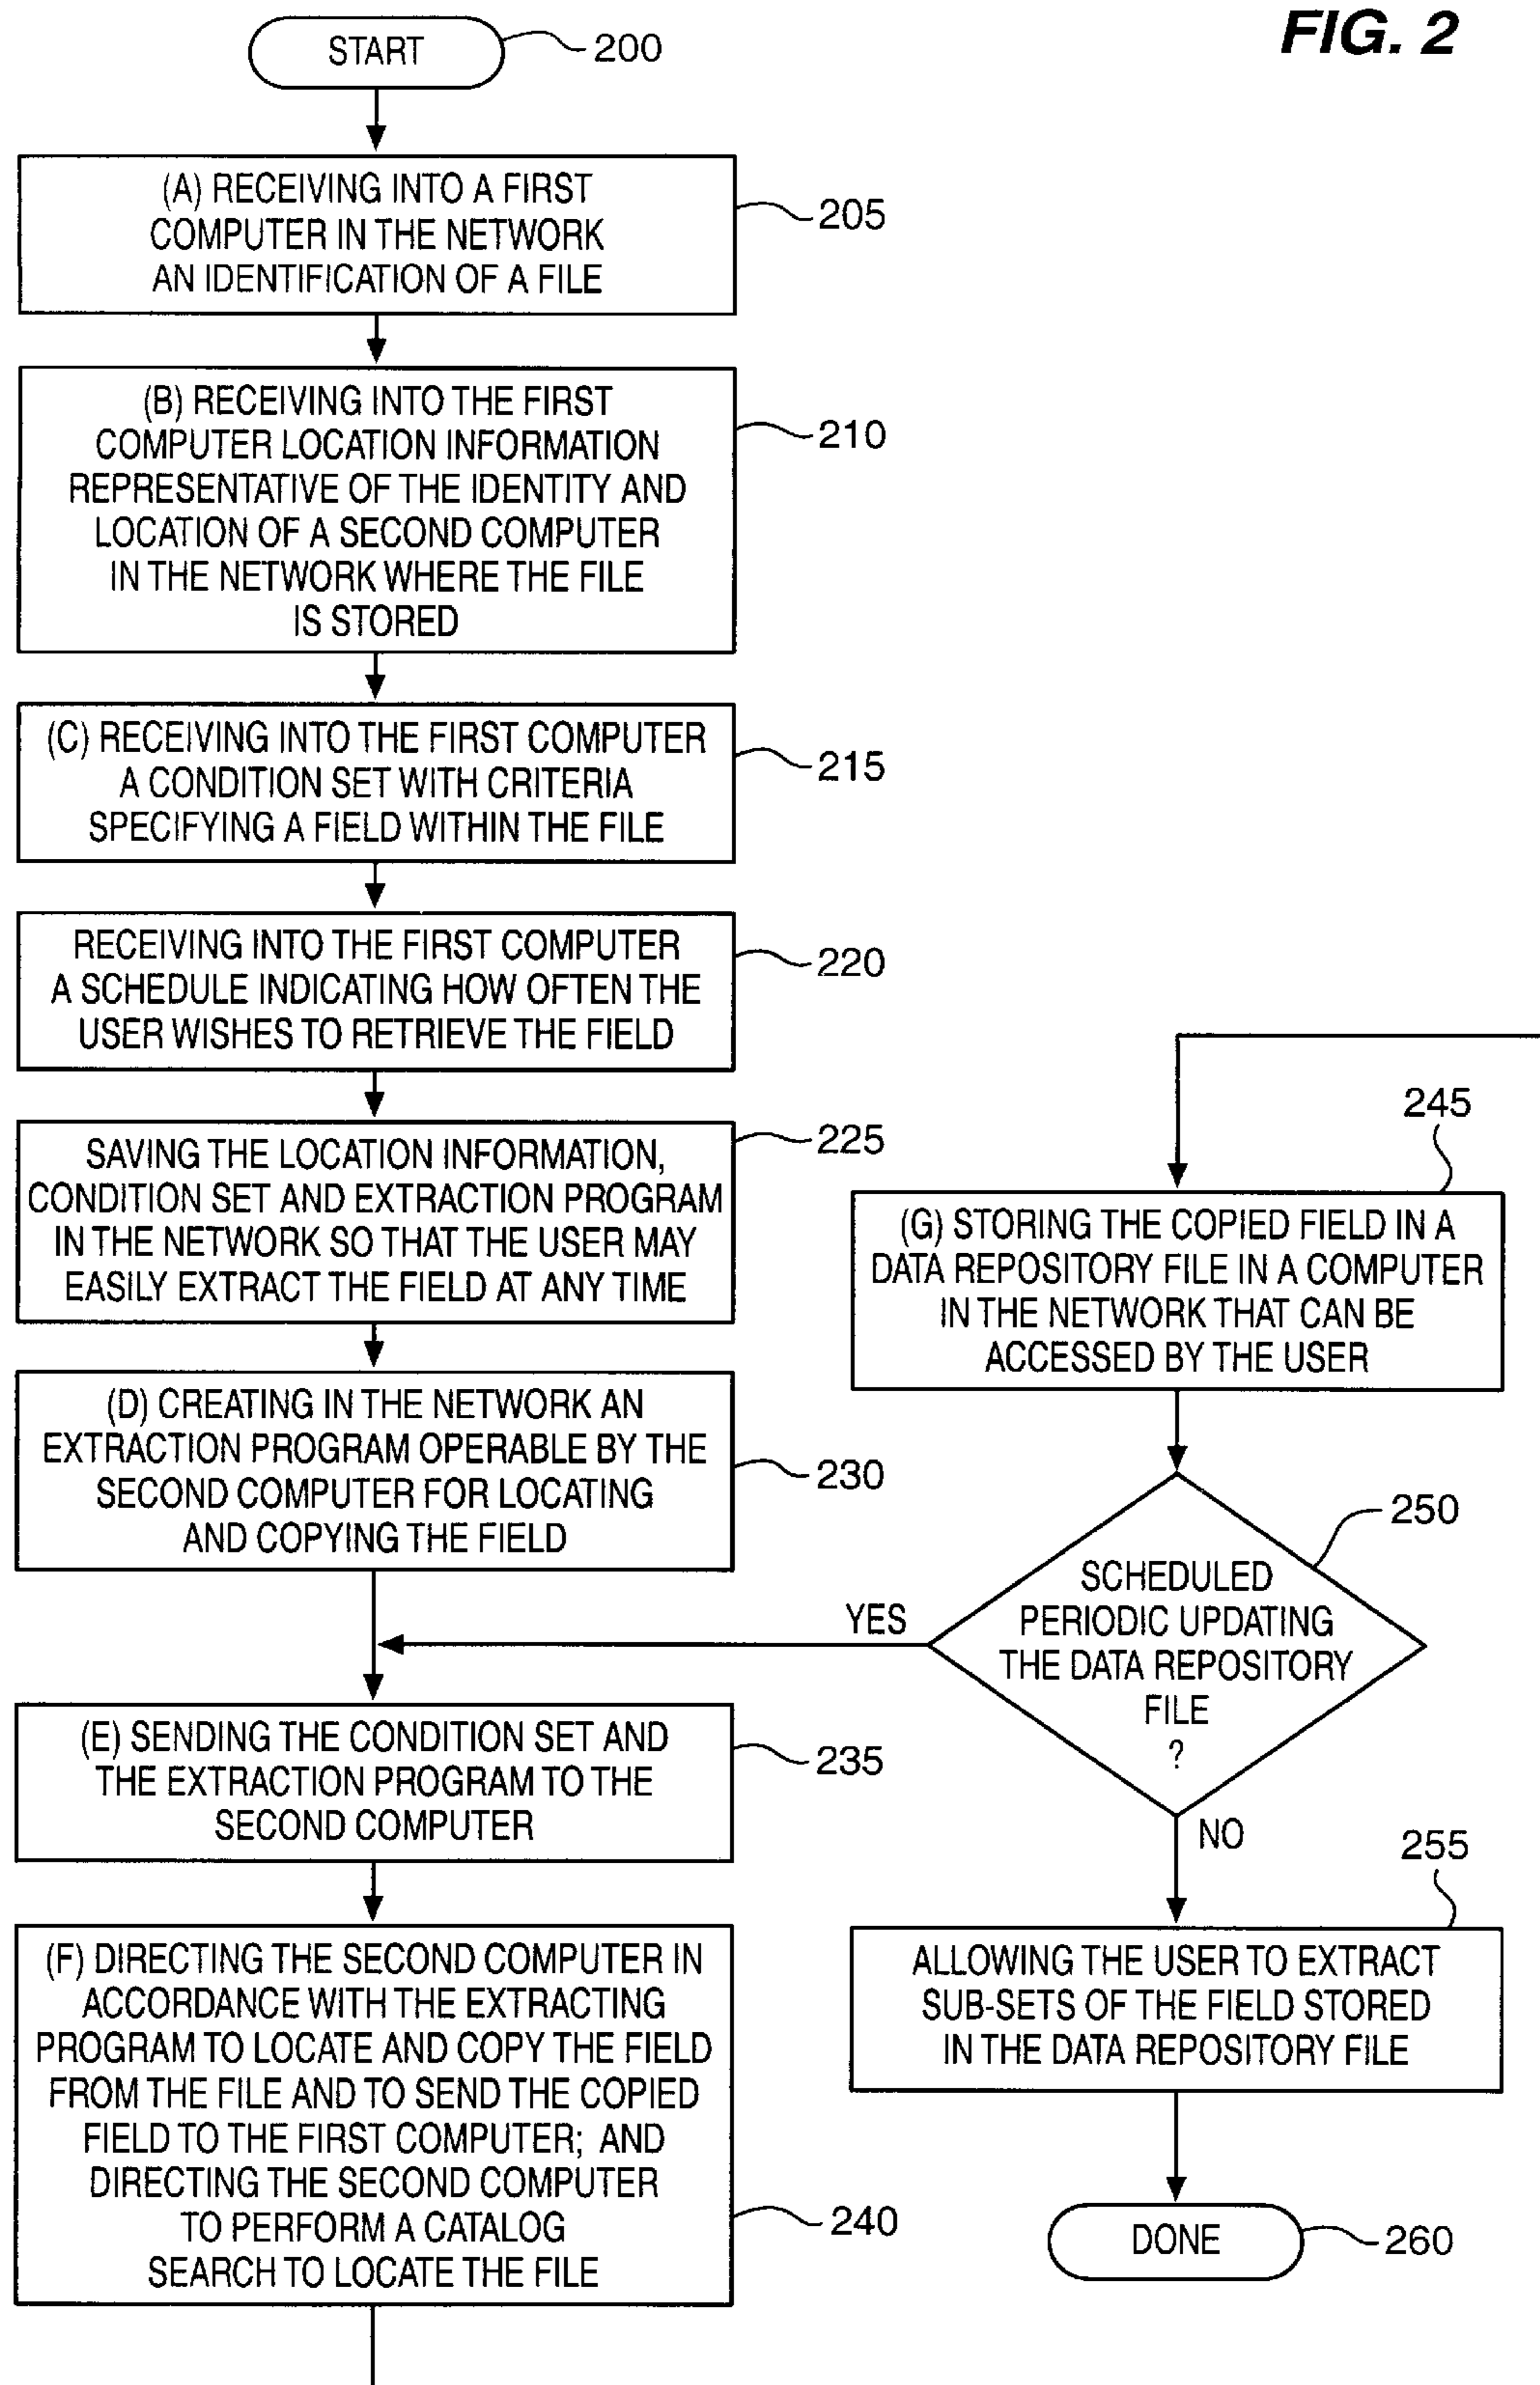 FIG. 2
START
200
(A) RECEIVING INTO A FIRST
COMPUTER IN THE NETWORK
AN IDENTIFICATION OF A FILE
205
(B) RECEIVING INTO THE FIRST
COMPUTER LOCATION INFORMATION
REPRESENTATIVE OF THE IDENTITY AND
LOCATION OF A SECOND COMPUTER
IN THE NETWORK WHERE THE FILE
IS STORED
210
(C) RECEIVING INTO THE FIRST COMPUTER
A CONDITION SET WITH CRITERIA
SPECIFYING A FIELD WITHIN THE FILE
215
RECEIVING INTO THE FIRST COMPUTER
A SCHEDULE INDICATING HOW OFTEN THE
USER WISHES TO RETRIEVE THE FIELD
220
SAVING THE LOCATION INFORMATION,
CONDITION SET AND EXTRACTION PROGRAM
IN THE NETWORK SO THAT THE USER MAY
EASILY EXTRACT THE FIELD AT ANY TIME
225
(D) CREATING IN THE NETWORK AN
EXTRACTION PROGRAM OPERABLE BY THE
SECOND COMPUTER FOR LOCATING
AND COPYING THE FIELD
230
(E) SENDING THE CONDITION SET AND
THE EXTRACTION PROGRAM TO THE
SECOND COMPUTER
235
(F) DIRECTING THE SECOND COMPUTER IN
ACCORDANCE WITH THE EXTRACTING
PROGRAM TO LOCATE AND COPY THE FIELD
FROM THE FILE AND TO SEND THE COPIED
FIELD TO THE FIRST COMPUTER; AND
DIRECTING THE SECOND COMPUTER
TO PERFORM A CATALOG
SEARCH TO LOCATE THE FILE
240
245
(G) STORING THE COPIED FIELD IN A
DATA REPOSITORY FILE IN A COMPUTER
IN THE NETWORK THAT CAN BE
ACCESSED BY THE USER
250
SCHEDULED
PERIODIC UPDATING
THE DATA REPOSITORY
FILE
?
YES
NO
255
ALLOWING THE USER TO EXTRACT
SUB-SETS OF THE FIELD STORED
IN THE DATA REPOSITORY FILE
DONE
260